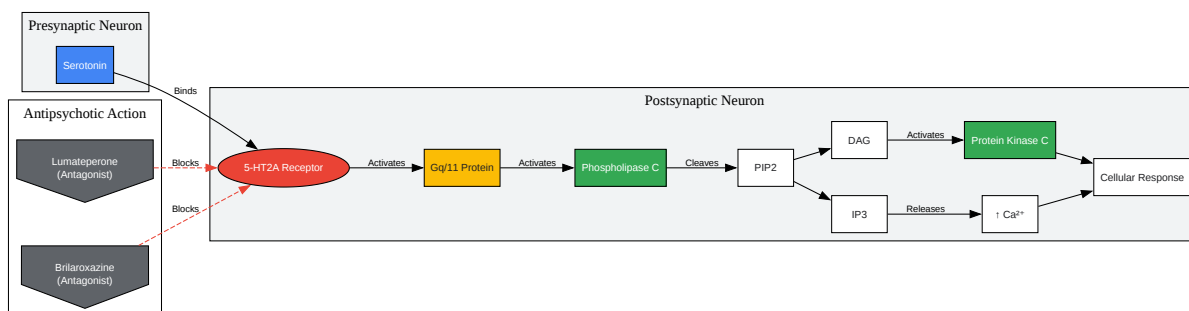 Presynaptic Neuron
Serotonin
Binds
Antipsychotic Action
Lumateperone
(Antagonist)
Blocks
Brilaroxazine
(Antagonist)
Blocks
Postsynaptic Neuron
5-HT2A Receptor
Activates
Gq/11 Protein
Activates
Phospholipase C
Cleaves
PIP2
DAG
Activates
Protein Kinase C
IP3
Releases
↑ Ca²⁺
Cellular Response